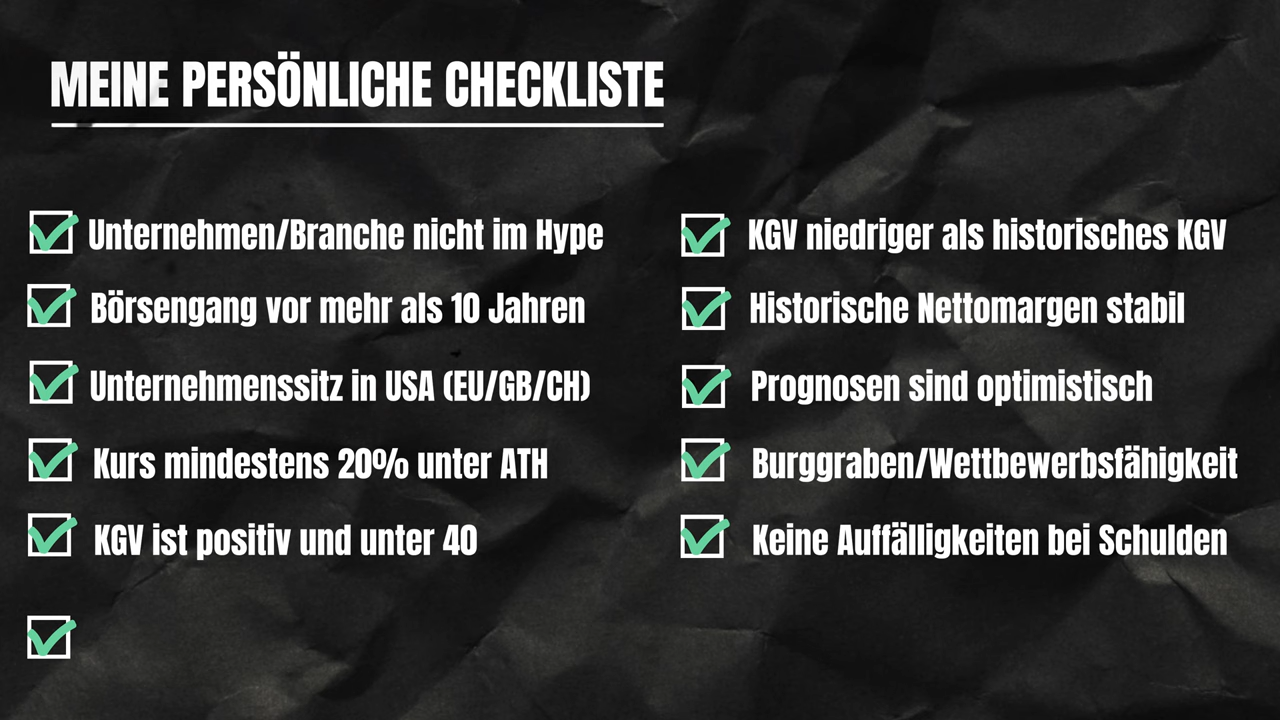 MEINE PERSÖNLICHE CHECKLISTE
Unternehmen/Branche nicht im Hype
Börsengang vor mehr als 10 Jahren
Unternehmenssitz in USA (EU/GB/CH)
Kurs mindestens 20% unter ATH
KGV ist positiv und unter 40
KGV niedriger als historisches KGV
Historische Nettomargen stabil
Prognosen sind optimistisch
Burggraben/Wettbewerbsfähigkeit
Keine Auffälligkeiten bei Schulden